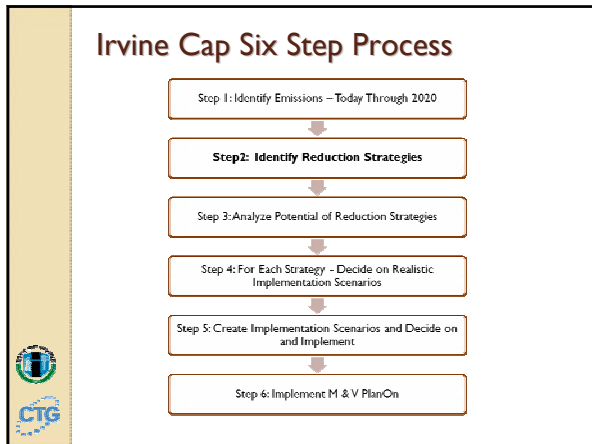 Irvine Cap Six Step Process
Step 1: Identify Emissions – Today Through 2020
Step2: Identify Reduction Strategies
Step 3: Analyze Potential of Reduction Strategies
Step 4: For Each Strategy - Decide on Realistic
Implementation Scenarios
Step 5: Create Implementation Scenarios and Decide on
and Implement
Step 6: Implement M & V PlanOn
CTG